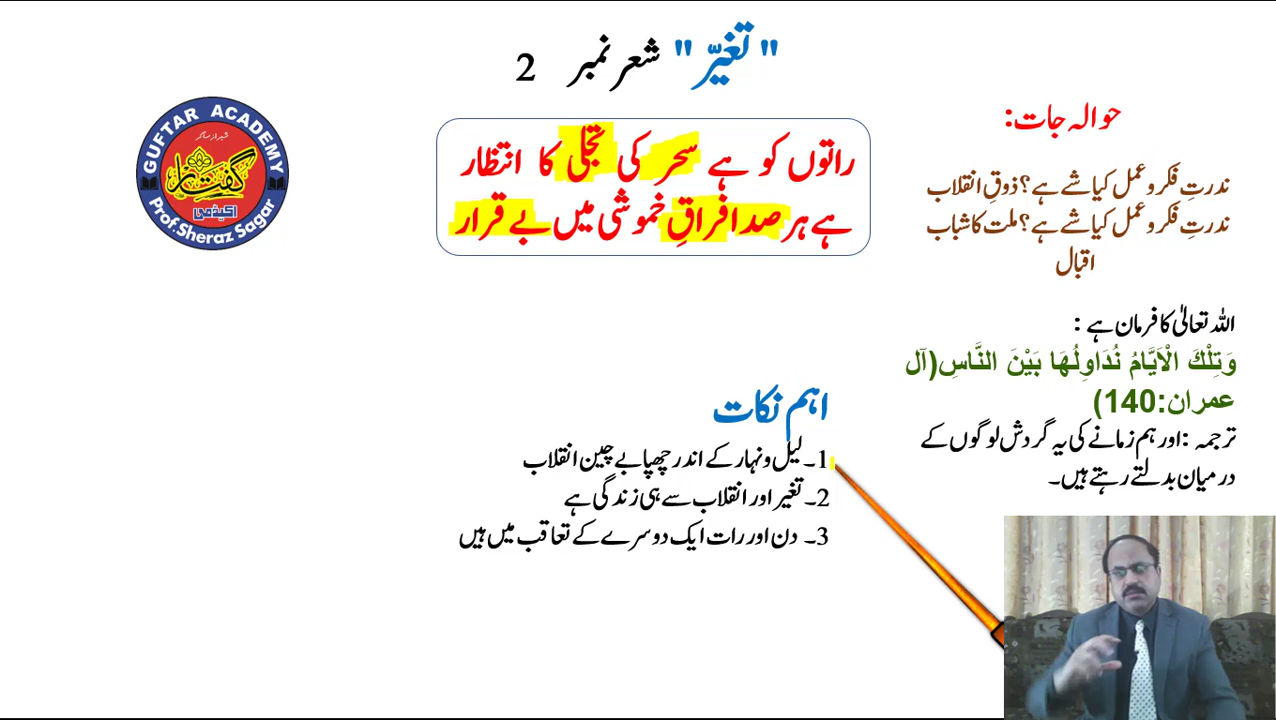 "تغیّر" شعر نمبر 2
GUFTAR ACADEMY
شیراز ساگر
گفتار
اکیڈمی
Prof.Sheraz Sagar
راتوں کو ہے سحر کی تجلی کا انتظار
ہے ہر صدا فراقِ خموشی میں بے قرار
حوالہ جات:
ندرتِ فکر و عمل کیا شے ہے؟ ذوقِ انقلاب
ندرتِ فکر و عمل کیا شے ہے؟ ملت کا شباب
اقبال
اللہ تعالیٰ کا فرمان ہے :
وَتِلْكَ الْاَيَّامُ نُدَاوِلُهَا بَيْنَ النَّاسِ(آل
عمران:140)
ترجمہ :اور ہم زمانے کی یہ گردش لوگوں کے
درمیان بدلتے رہتے ہیں۔
اہم نکات
1۔ لیل و نہار کے اندر چھپا بے چین انقلاب
2۔ تغیر اور انقلاب سے ہی زندگی ہے
3۔ دن اور رات ایک دوسرے کے تعاقب میں ہیں